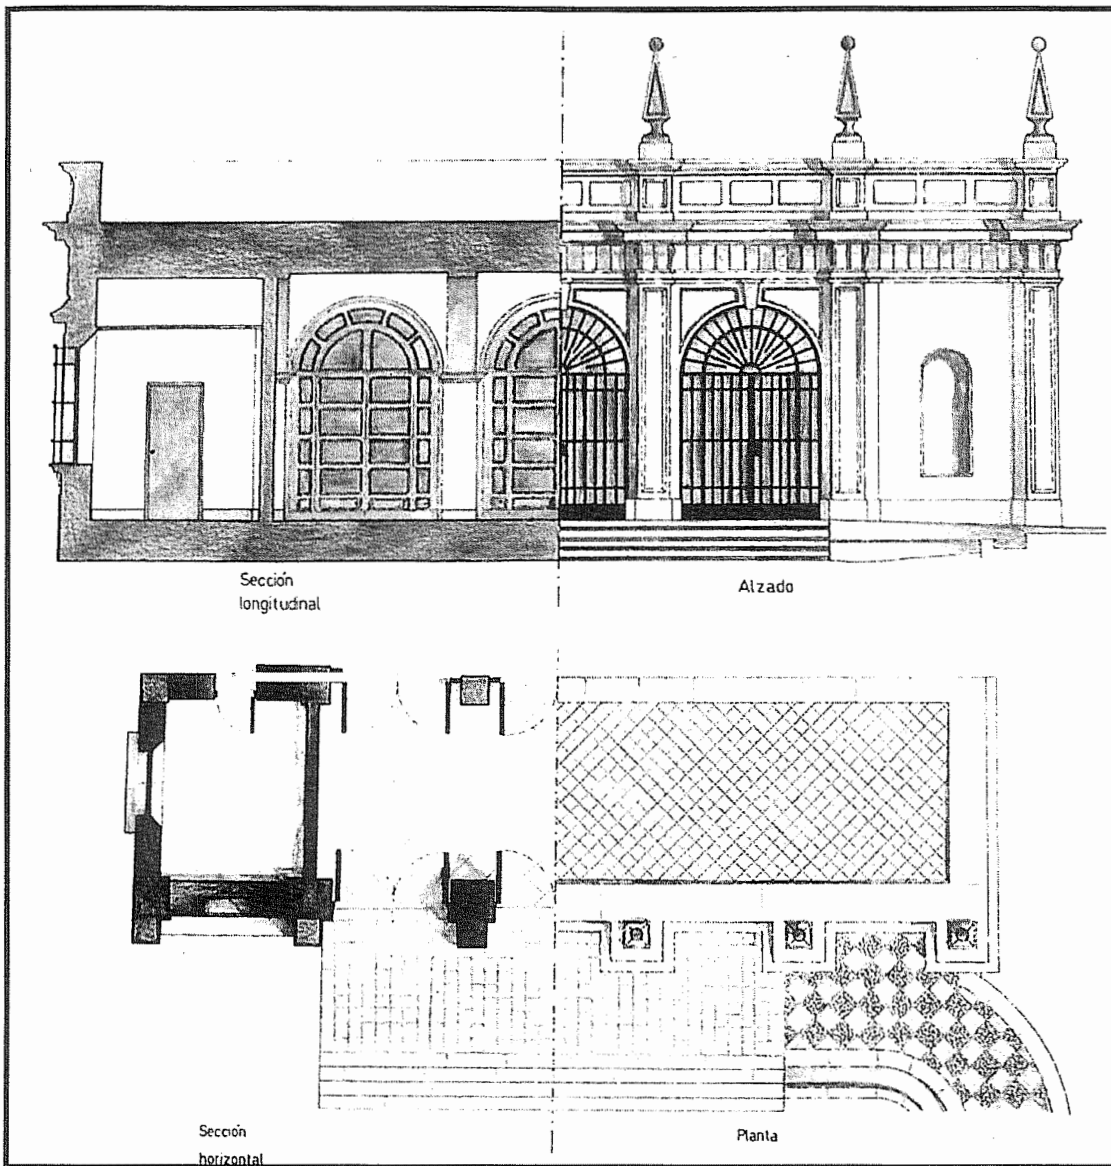 Sección
longitudinal
Alzado
Sección
horizontal
Planta